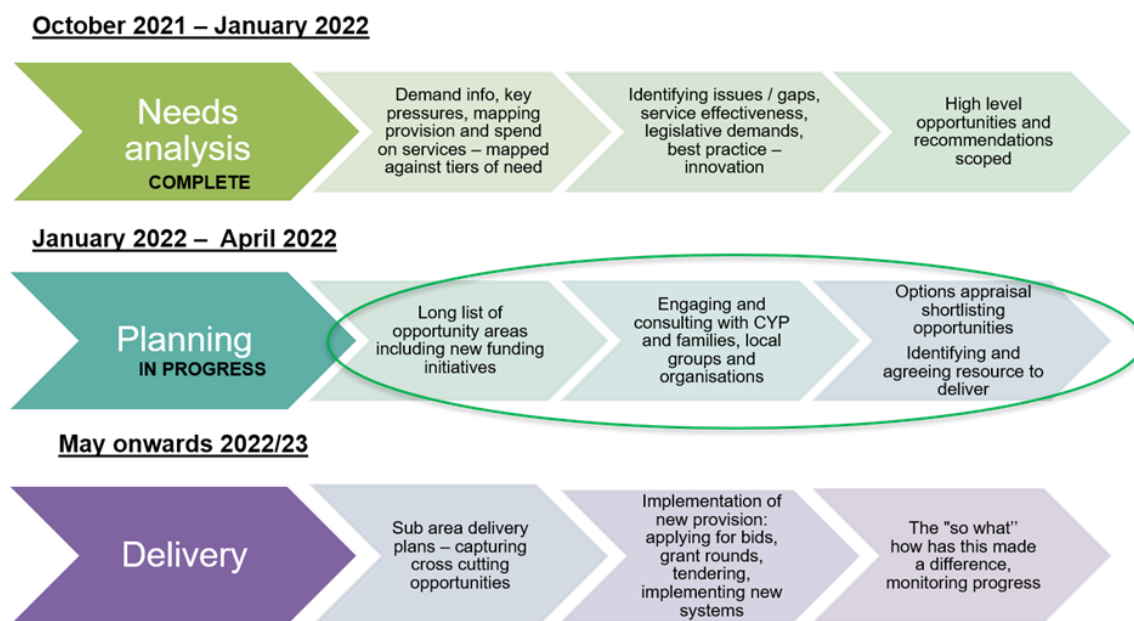 October 2021 – January 2022
Needs
analysis
COMPLETE
Demand info, key
pressures, mapping
provision and spend
on services – mapped
against tiers of need
Identifying issues / gaps,
service effectiveness,
legislative demands,
best practice –
innovation
High level
opportunities and
recommendations
scoped
January 2022 – April 2022
Planning
IN PROGRESS
Long list of
opportunity areas
including new funding
initiatives
Engaging and
consulting with CYP
and families, local
groups and
organisations
Options appraisal
shortlisting
opportunities
Identifying and
agreeing resource to
deliver
May onwards 2022/23
Delivery
Sub area delivery
plans – capturing
cross cutting
opportunities
Implementation of
new provision:
applying for bids,
grant rounds,
tendering,
implementing new
systems
The "so what’’
how has this made
a difference,
monitoring progress